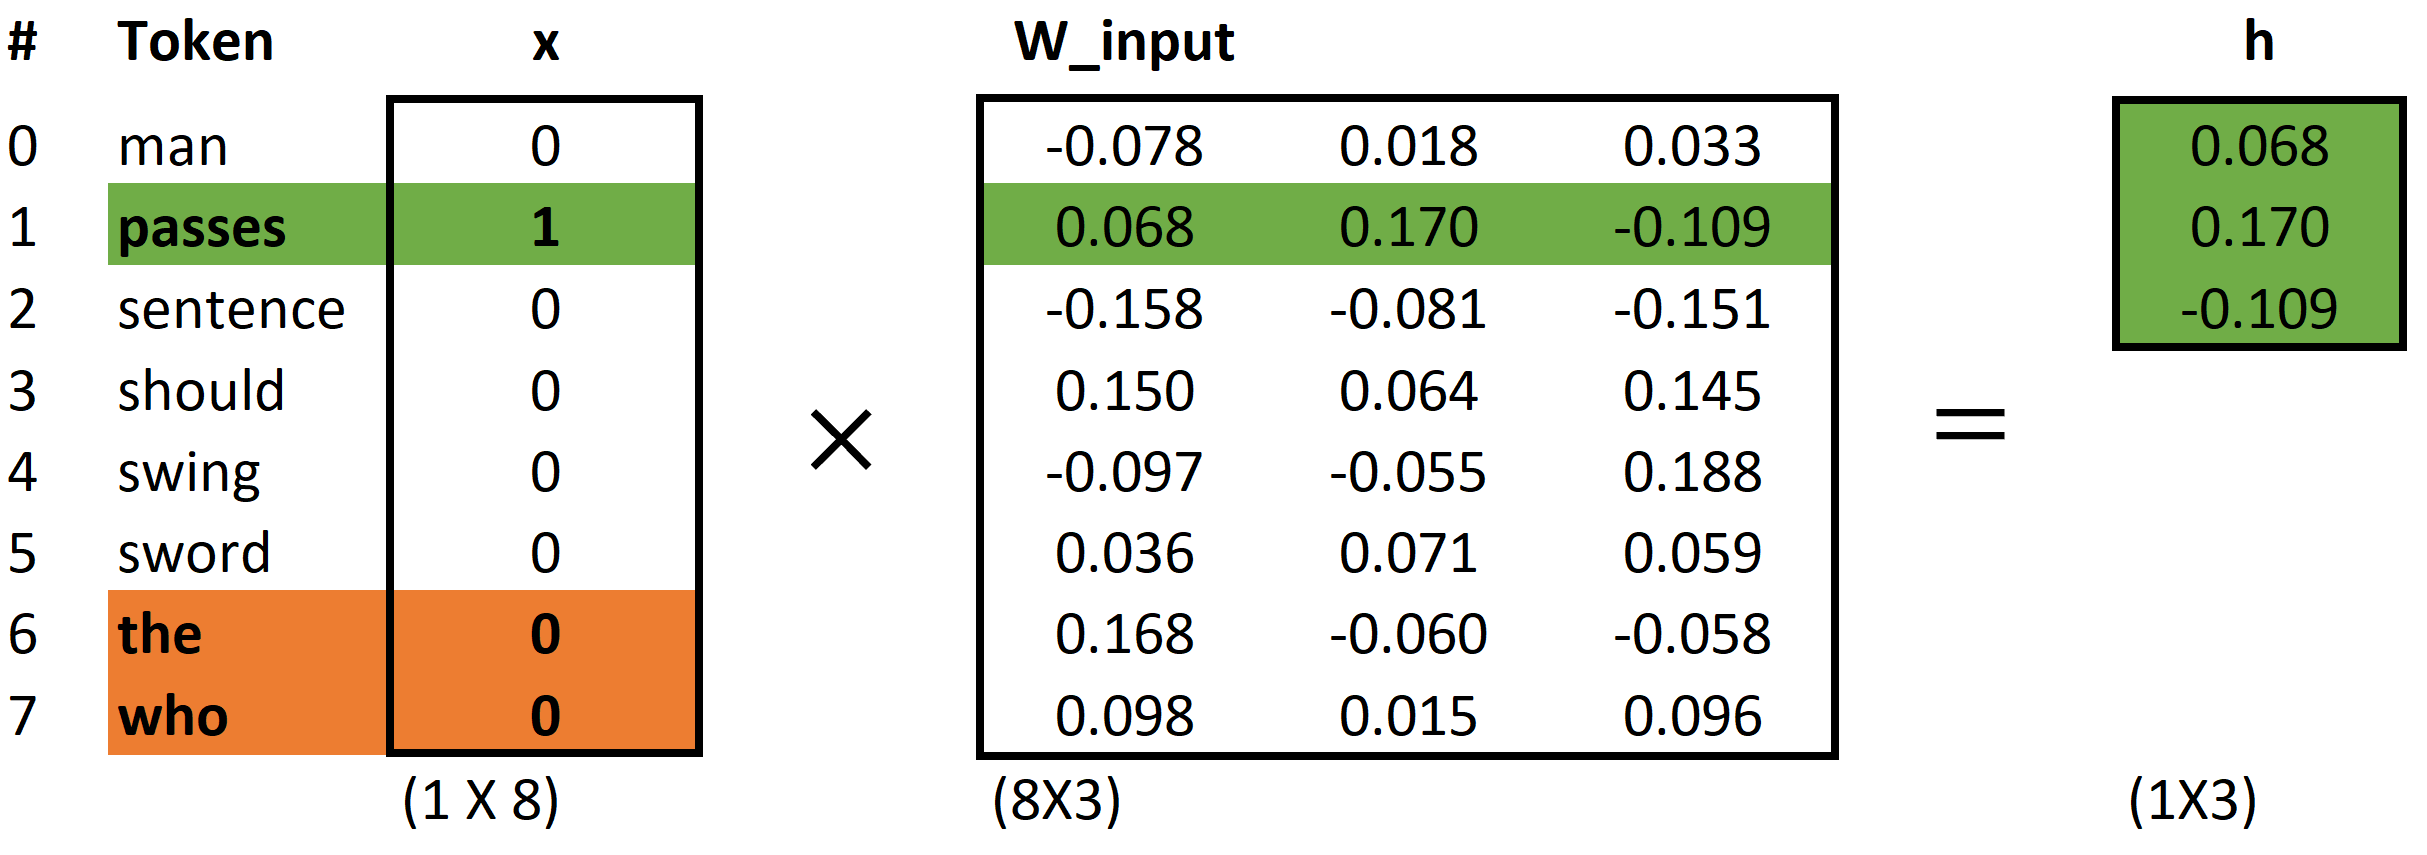 # Token x W_input h
0 man 0 -0.078 0.018 0.033 0.068
1 passes 1 0.068 0.170 -0.109 0.170
2 sentence 0 -0.158 -0.081 -0.151 -0.109
3 should 0 0.150 0.064 0.145
× =
4 swing 0 -0.097 -0.055 0.188
5 sword 0 0.036 0.071 0.059
6 the 0 0.168 -0.060 -0.058
7 who 0 0.098 0.015 0.096
(1 X 8) (8X3) (1X3)